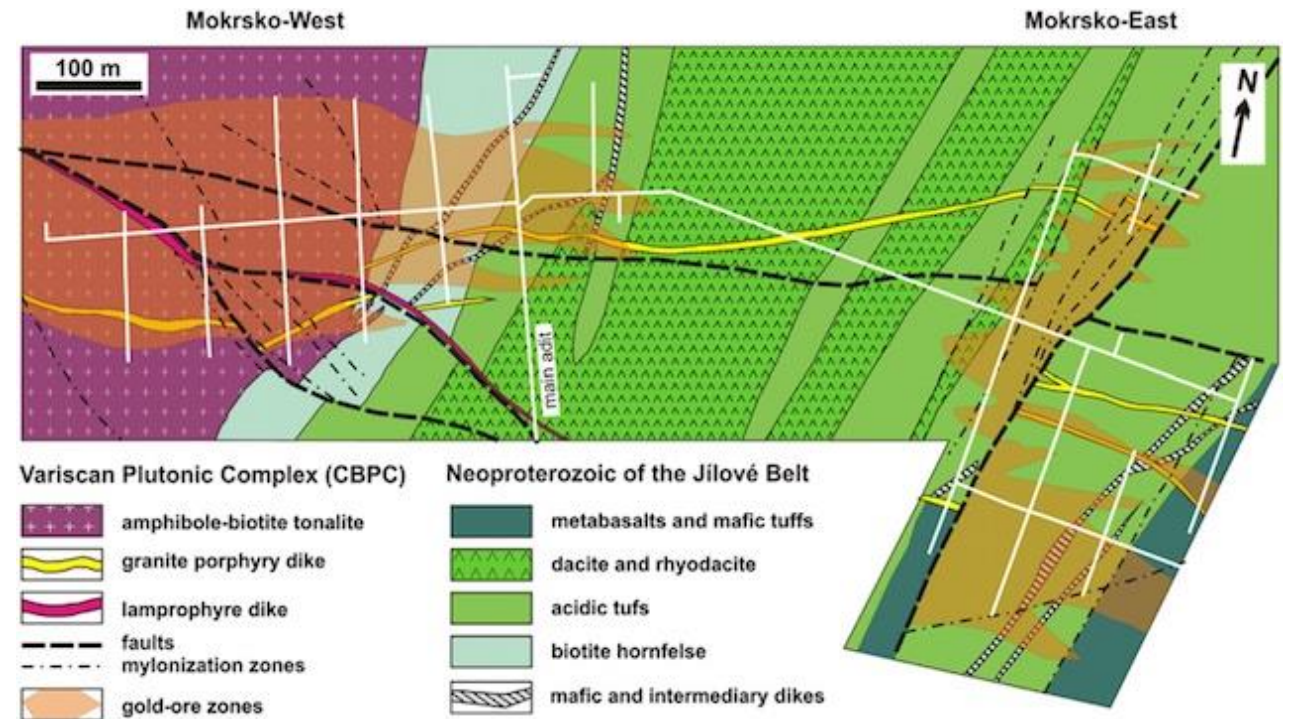 Mokrsko-West
Mokrsko-East
100 m
N
main adit
Variscan Plutonic Complex (CBPC)
amphibole-biotite tonalite
granite porphyry dike
lamprophyre dike
faults
mylonization zones
gold-ore zones
Neoproterozoic of the Jílové Belt
metabasalts and mafic tuffs
dacite and rhyodacite
acidic tufs
biotite hornfelse
mafic and intermediary dikes